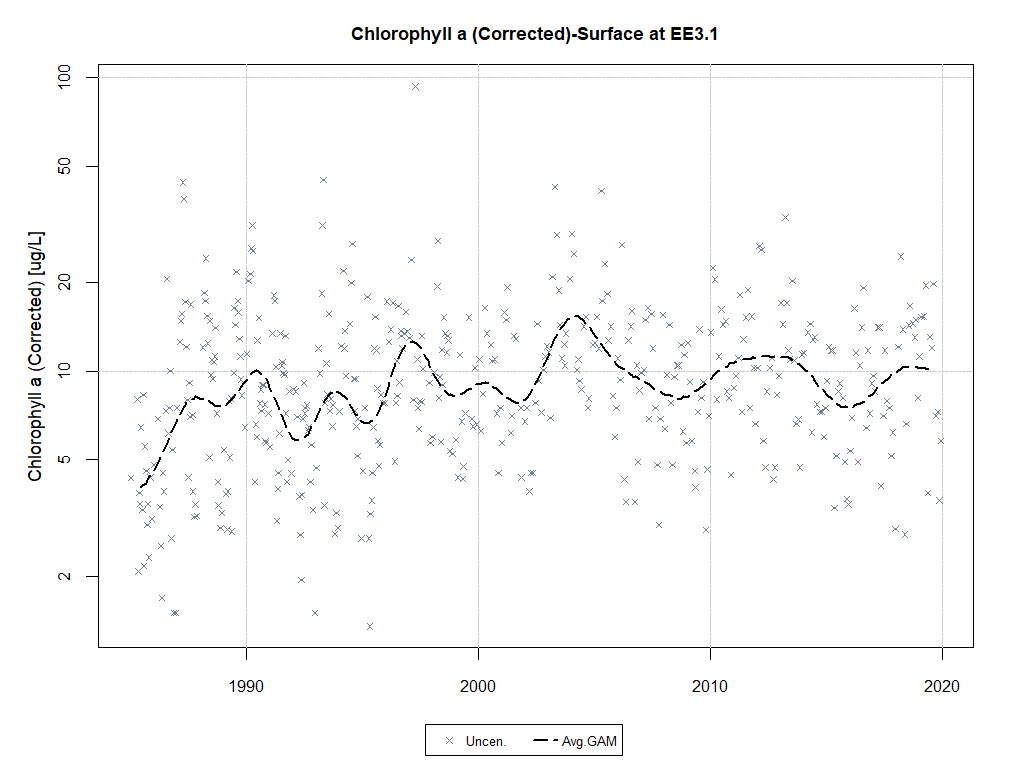 Chlorophyll a (Corrected)-Surface at EE3.1
Chlorophyll a (Corrected) [ug/L]
100
50
20
10
5
2
1990 2000 2010 2020
Uncen. Avg.GAM